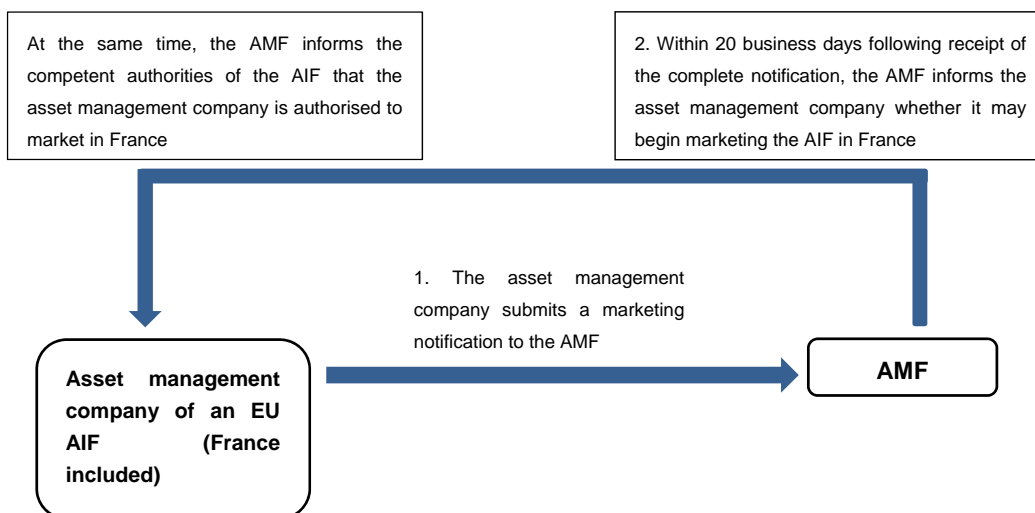 At the same time, the AMF informs the
competent authorities of the AIF that the
asset management company is authorised to
market in France
2. Within 20 business days following receipt of
the complete notification, the AMF informs the
asset management company whether it may
begin marketing the AIF in France
1. The asset management
company submits a marketing
notification to the AMF
Asset management
company of an EU
AIF (France
included)
AMF